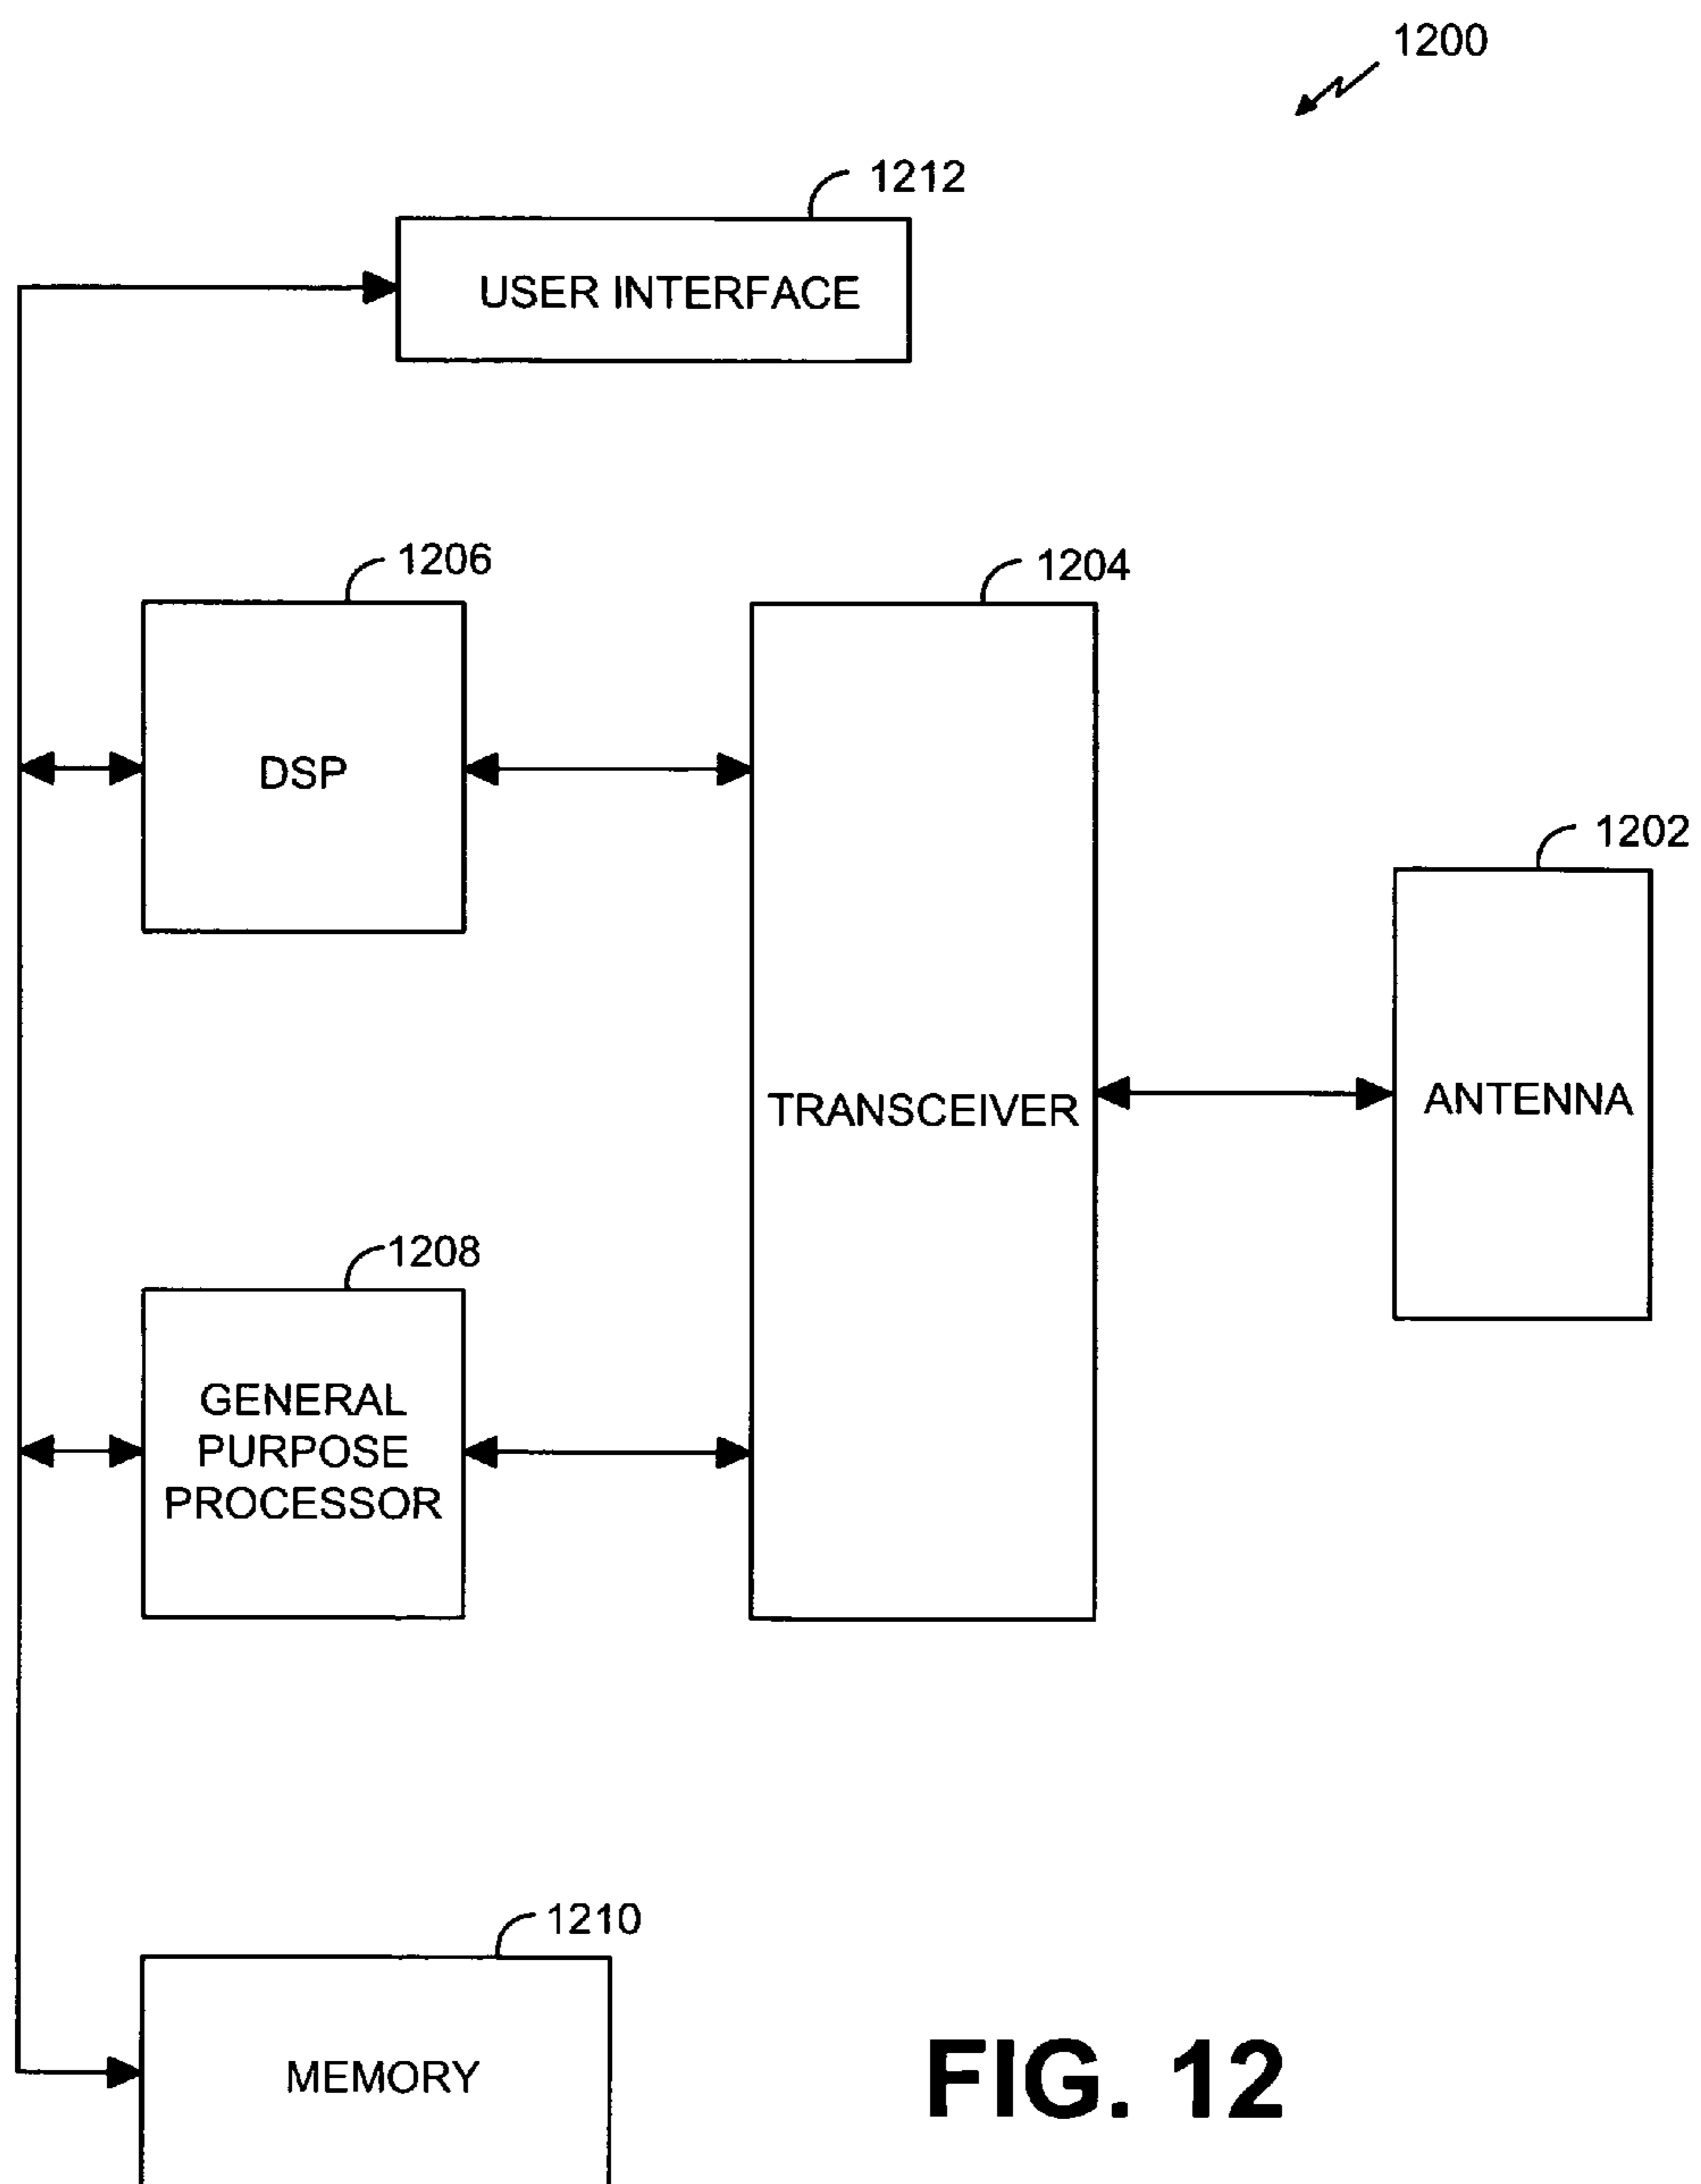 1200
1212
USER INTERFACE
1206
1204
DSP
1202
TRANSCEIVER
ANTENNA
1208
GENERAL
PURPOSE
PROCESSOR
1210
MEMORY
FIG. 12